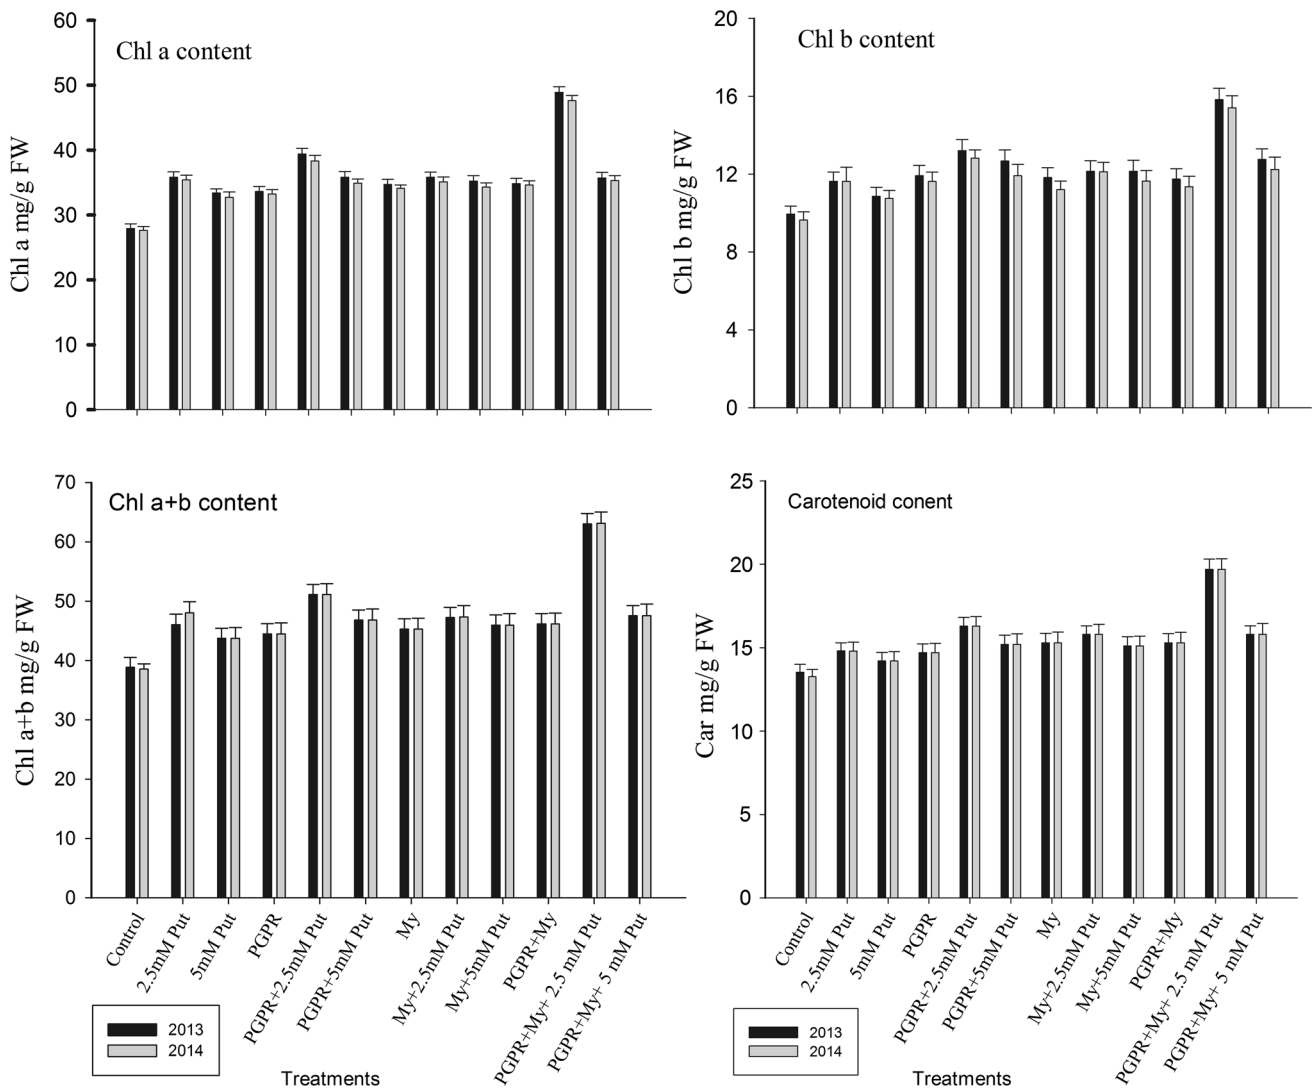 Chl a content
Chl a mg/g FW
60
50
40
30
20
10
0
Chl b content
Chl b mg/g FW
20
16
12
8
4
0
Chl a+b content
Chl a+b mg/g FW
70
60
50
40
30
20
10
0
Control
2.5mM Put
5mM Put
PGPR
PGPR+2.5mM Put
PGPR+5mM Put
My
My+2.5mM Put
My+5mM Put
PGPR+My
PGPR+My+ 2.5 mM Put
PGPR+My+ 5 mM Put
2013
2014
Treatments
Carotenoid conent
Car mg/g FW
25
20
15
10
5
0
Control
2.5mM Put
5mM Put
PGPR
PGPR+2.5mM Put
PGPR+5mM Put
My
My+2.5mM Put
My+5mM Put
PGPR+My
PGPR+My+ 2.5 mM Put
PGPR+My+ 5 mM Put
2013
2014
Treatments